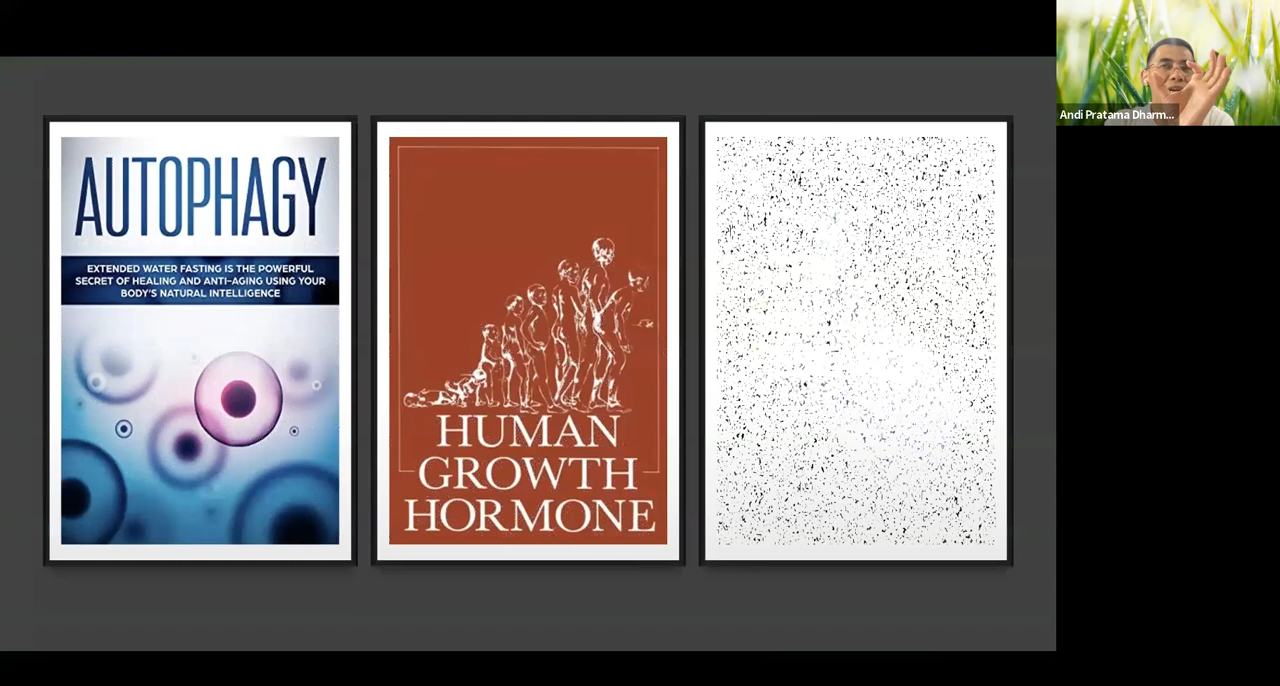 AUTOPHAGY
EXTENDED WATER FASTING IS THE POWERFUL
SECRET OF HEALING AND ANTI-AGING USING YOUR
BODY'S NATURAL INTELLIGENCE
HUMAN
GROWTH
HORMONE
Andi Pratama Dharm...